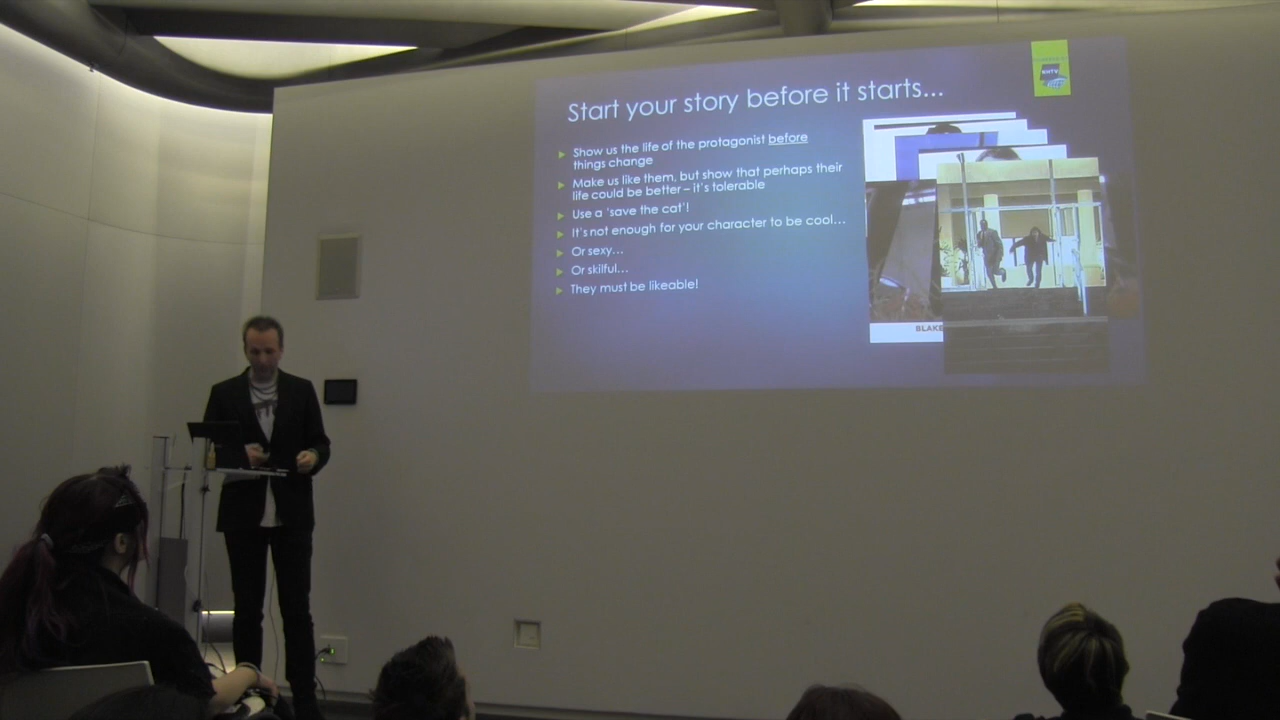 Start your story before it starts...
Show us the life of the protagonist before
things change
Make us like them, but show that perhaps their
life could be better – it's tolerable
Use a 'save the cat'!
It's not enough for your character to be cool...
Or sexy...
Or skilful...
They must be likeable!
NHTV
BLAKE